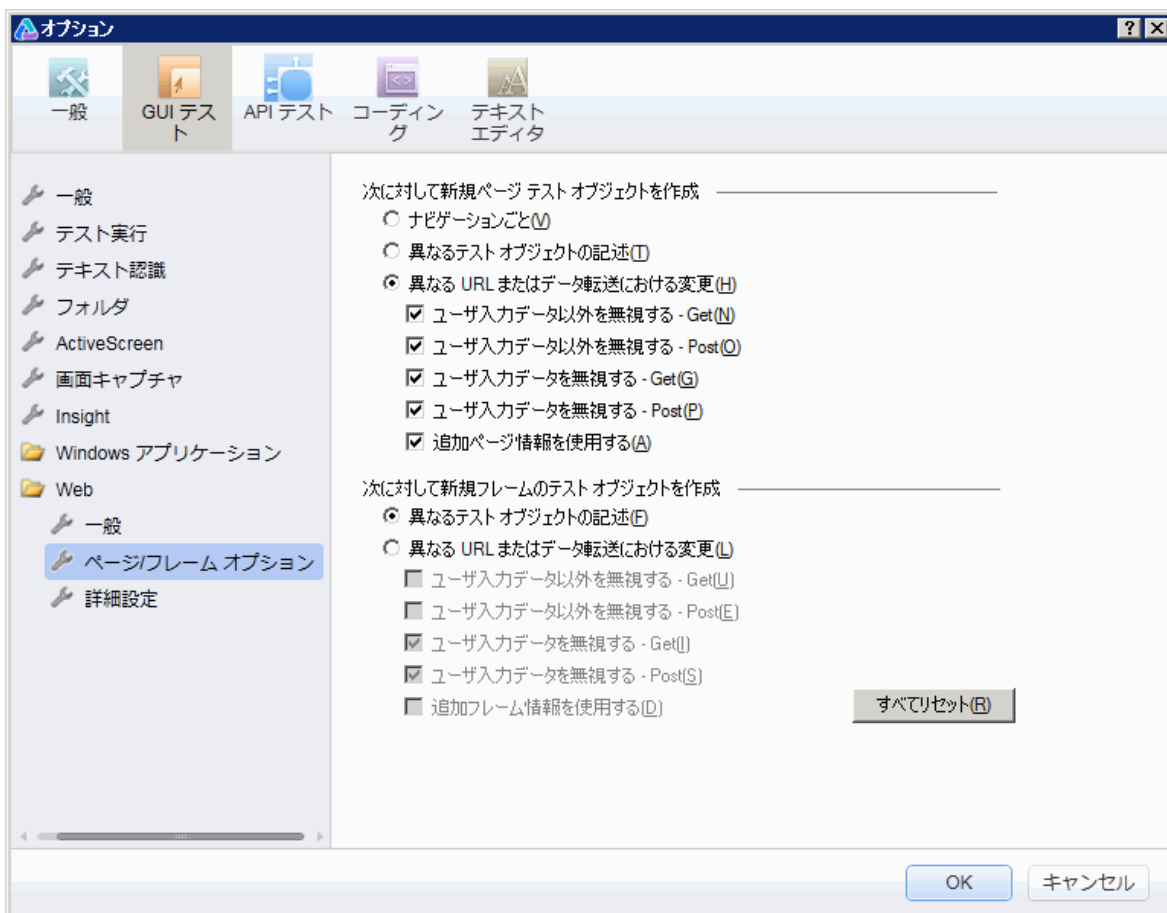 オプション
一般
GUI テス
ト
API テスト
コーディン
グ
テキスト
エディタ
一般
テスト実行
テキスト認識
フォルダ
ActiveScreen
画面キャプチャ
Insight
Windows アプリケーション
Web
一般
ページ/フレーム オプション
詳細設定
次に対して新規ページ テスト オブジェクトを作成
ナビゲーションごと(V)
異なるテスト オブジェクトの記述(T)
異なる URL またはデータ転送における変更(H)
ユーザ入力データ以外を無視する - Get(N)
ユーザ入力データ以外を無視する - Post(O)
ユーザ入力データを無視する - Get(G)
ユーザ入力データを無視する - Post(P)
追加ページ情報を使用する(A)
次に対して新規フレームのテスト オブジェクトを作成
異なるテスト オブジェクトの記述(F)
異なる URL またはデータ転送における変更(L)
ユーザ入力データ以外を無視する - Get(U)
ユーザ入力データ以外を無視する - Post(E)
ユーザ入力データを無視する - Get(I)
ユーザ入力データを無視する - Post(S)
追加フレーム情報を使用する(D)
すべてリセット(R)
OK
キャンセル